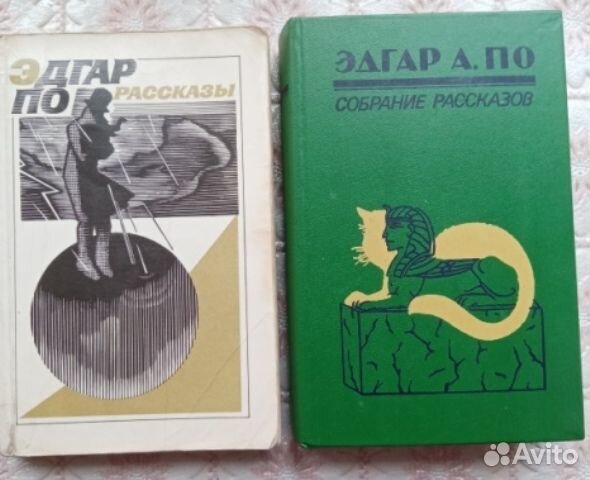 ЭДГАР
ПО РАССКАЗЫ
ЭДГАР А. ПО
СОБРАНИЕ РАССКАЗОВ
Avito